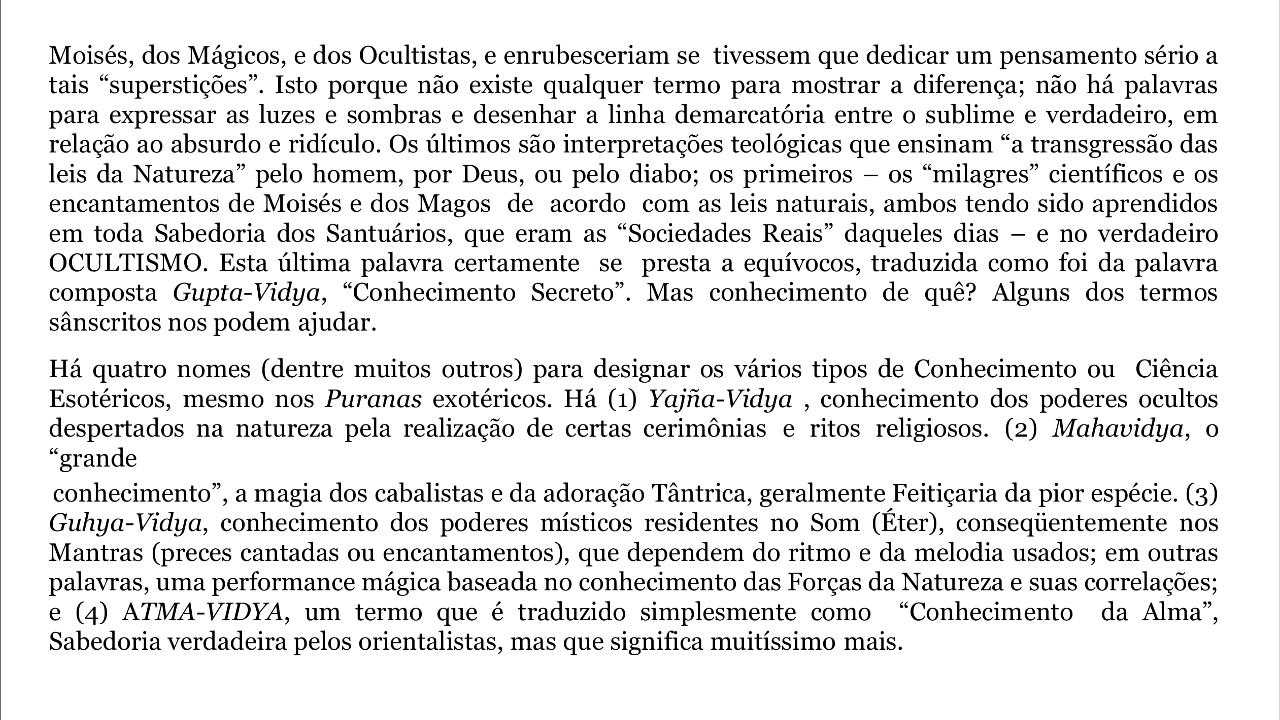 Moisés, dos Mágicos, e dos Ocultistas, e enrubesceriam se tivessem que dedicar um pensamento sério a
tais “superstições”. Isto porque não existe qualquer termo para mostrar a diferença; não há palavras
para expressar as luzes e sombras e desenhar a linha demarcatória entre o sublime e verdadeiro, em
relação ao absurdo e ridículo. Os últimos são interpretações teológicas que ensinam “a transgressão das
leis da Natureza” pelo homem, por Deus, ou pelo diabo; os primeiros – os “milagres” científicos e os
encantamentos de Moisés e dos Magos de acordo com as leis naturais, ambos tendo sido aprendidos
em toda Sabedoria dos Santuários, que eram as “Sociedades Reais” daqueles dias – e no verdadeiro
OCULTISMO. Esta última palavra certamente se presta a equívocos, traduzida como foi da palavra
composta Gupta-Vidya, “Conhecimento Secreto”. Mas conhecimento de quê? Alguns dos termos
sânscritos nos podem ajudar.
Há quatro nomes (dentre muitos outros) para designar os vários tipos de Conhecimento ou Ciência
Esotéricos, mesmo nos Puranas exotéricos. Há (1) Yajña-Vidya , conhecimento dos poderes ocultos
despertados na natureza pela realização de certas cerimônias e ritos religiosos. (2) Mahavidya, o
“grande
conhecimento”, a magia dos cabalistas e da adoração Tântrica, geralmente Feitiçaria da pior espécie. (3)
Guhya-Vidya, conhecimento dos poderes místicos residentes no Som (Éter), conseqüentemente nos
Mantras (preces cantadas ou encantamentos), que dependem do ritmo e da melodia usados; em outras
palavras, uma performance mágica baseada no conhecimento das Forças da Natureza e suas correlações;
e (4) ATMA-VIDYA, um termo que é traduzido simplesmente como “Conhecimento da Alma”,
Sabedoria verdadeira pelos orientalistas, mas que significa muitíssimo mais.